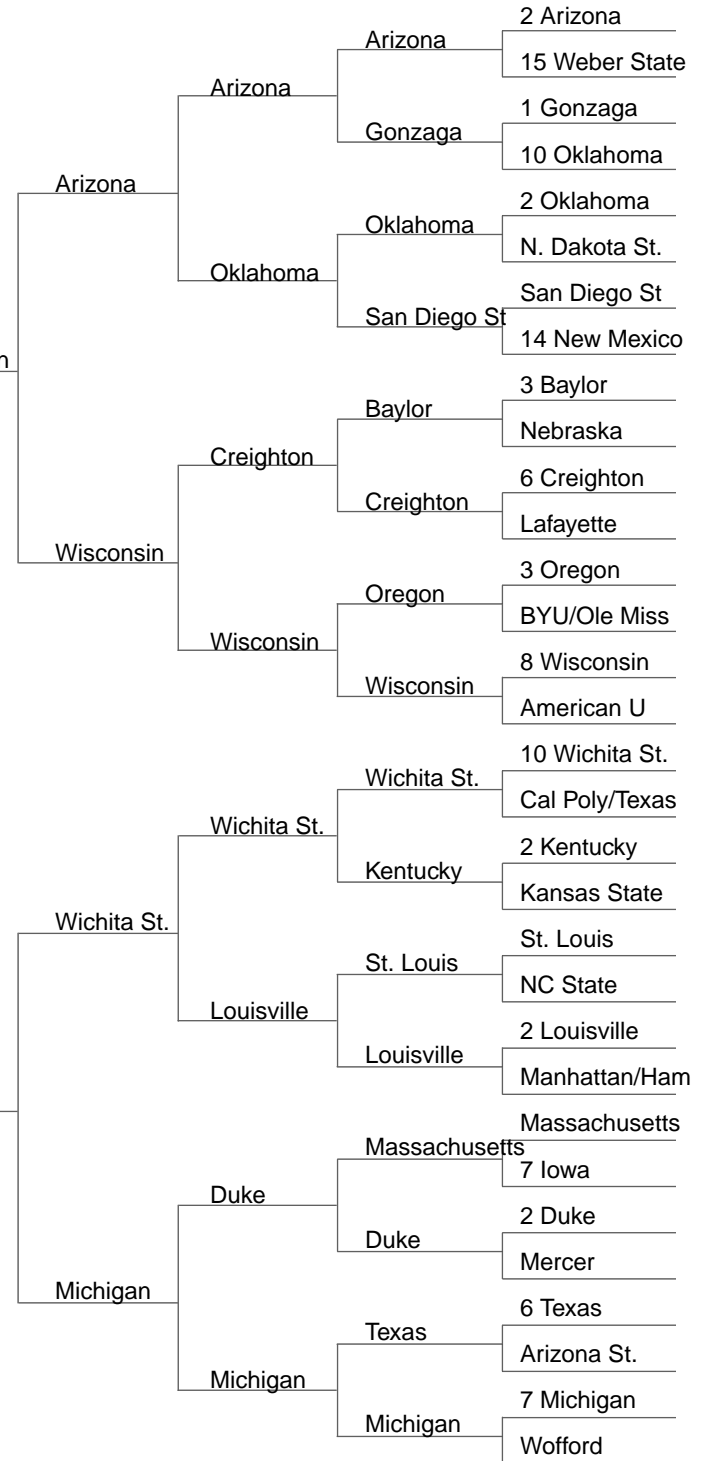 2 Arizona
Arizona
15 Weber State
Arizona
1 Gonzaga
Gonzaga
10 Oklahoma
Arizona
2 Oklahoma
Oklahoma
N. Dakota St.
Oklahoma
San Diego St
San Diego St
14 New Mexico
n
3 Baylor
Baylor
Nebraska
Creighton
6 Creighton
Creighton
Lafayette
Wisconsin
3 Oregon
Oregon
BYU/Ole Miss
Wisconsin
8 Wisconsin
Wisconsin
American U
10 Wichita St.
Wichita St.
Cal Poly/Texas
Wichita St.
2 Kentucky
Kentucky
Kansas State
Wichita St.
St. Louis
St. Louis
NC State
Louisville
2 Louisville
Louisville
Manhattan/Ham
Massachusetts
Massachusetts
7 Iowa
Duke
2 Duke
Duke
Mercer
Michigan
6 Texas
Texas
Arizona St.
Michigan
7 Michigan
Michigan
Wofford